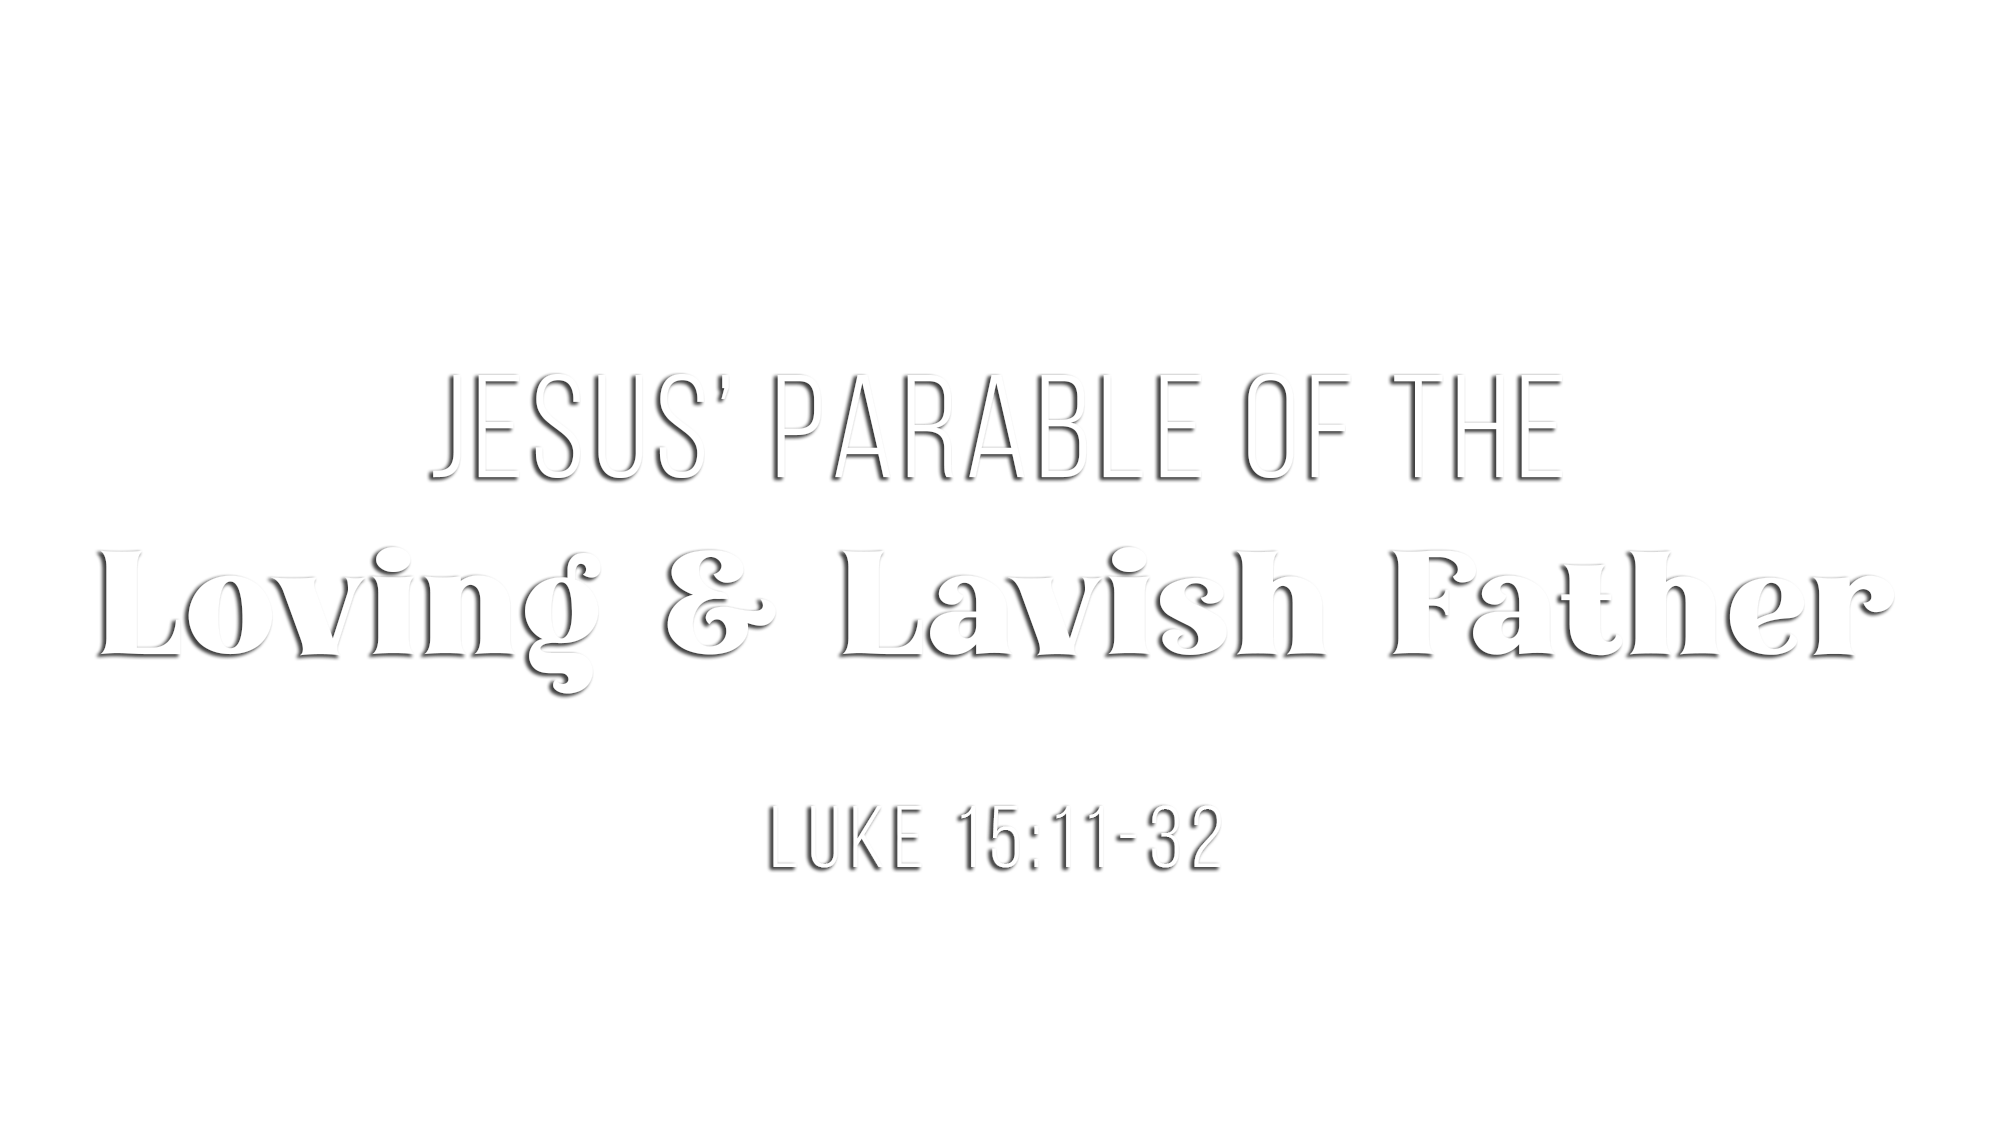 JESUS’ PARABLE OF THE
Loving & Lavish Father
LUKE 15:11-32